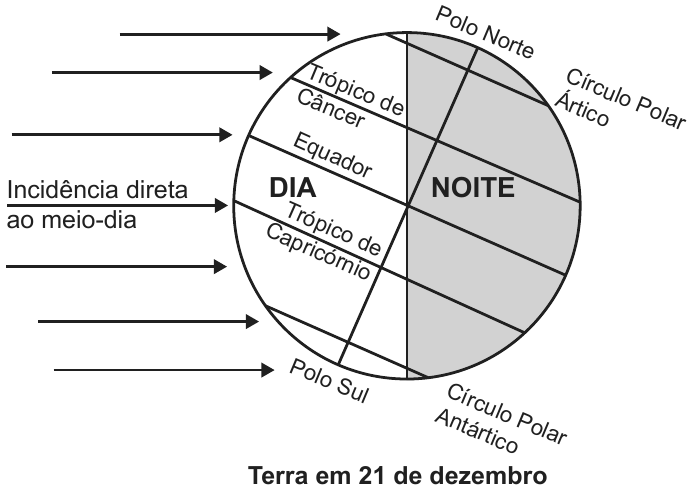 Polo Norte
Círculo Polar
Ártico
Trópico de
Câncer
Equador
DIA
NOITE
Incidência direta
ao meio-dia
Trópico de
Capricórnio
Polo Sul
Círculo Polar
Antártico
Terra em 21 de dezembro